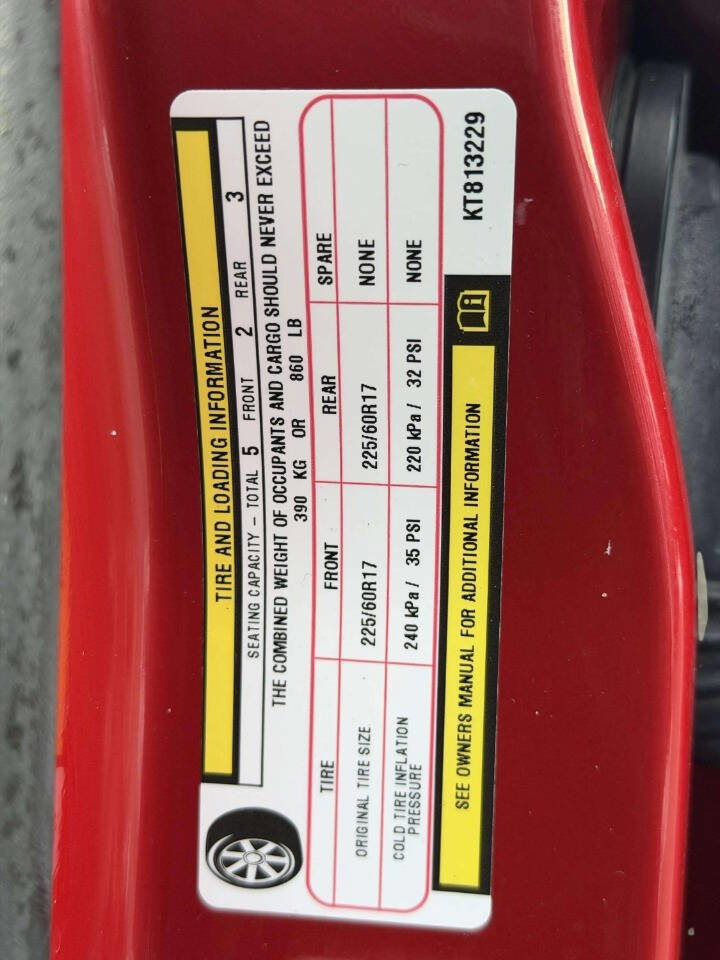 TIRE AND LOADING INFORMATION
SEATING CAPACITY – TOTAL 5 FRONT 2 REAR 3
THE COMBINED WEIGHT OF OCCUPANTS AND CARGO SHOULD NEVER EXCEED
390 KG OR 860 LB
TIRE FRONT REAR SPARE
ORIGINAL TIRE SIZE 225/60R17 225/60R17 NONE
COLD TIRE INFLATION
PRESSURE 240 kPa / 35 PSI 220 kPa / 32 PSI NONE
SEE OWNERS MANUAL FOR ADDITIONAL INFORMATION
KT813229